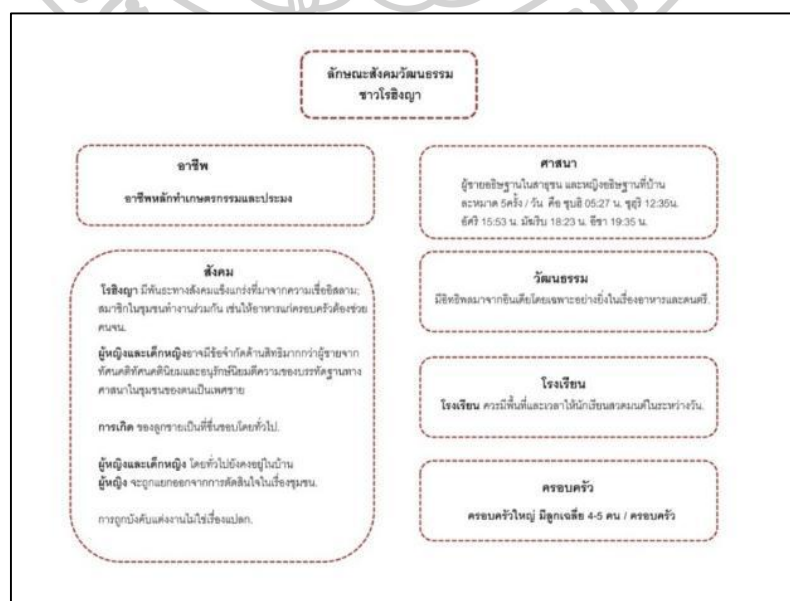 ลักษณะสังคมวัฒนธรรม
ชาวโรฮิงญา
อาชีพ
อาชีพหลักทำเกษตรกรรมและประมง
สังคม
โรฮิงญา มีพันธะทางสังคมแข็งแกร่งที่มาจากความเชื่ออิสลาม;
สมาชิกในชุมชนทำงานร่วมกัน เช่นให้อาหารแก่ครอบครัวต้องช่วย
คนจน.
ผู้หญิงและเด็กหญิงอาจมีข้อจำกัดด้านสิทธิมากกว่าผู้ชายจาก
ทัศนคติทัศนคตินิยมและอนุรักษ์นิยมตีความของบรรทัดฐานทาง
ศาสนาในชุมชนของตนเป็นเพศชาย
การเกิด ของลูกชายเป็นที่ชื่นชอบโดยทั่วไป.
ผู้หญิงและเด็กหญิง โดยทั่วไปยังคงอยู่ในบ้าน
ผู้หญิง จะถูกแยกออกจากการตัดสินใจในเรื่องชุมชน.
การถูกบังคับแต่งงานไม่ใช่เรื่องแปลก.
ศาสนา
ผู้ชายอธิษฐานในสาธุชน และหญิงอธิษฐานที่บ้าน
ละหมาด 5ครั้ง / วัน คือ ซุบฮิ 05:27 น. ซุฮฺริ 12:35น.
อัศริ 15:53 น. มัฆริบ 18:23 น. อีชา 19:35 น.
วัฒนธรรม
มีอิทธิพลมาจากอินเดียโดยเฉพาะอย่างยิ่งในเรื่องอาหารและดนตรี.
โรงเรียน
โรงเรียน ควรมีพื้นที่และเวลาให้นักเรียนสวดมนต์ในระหว่างวัน.
ครอบครัว
ครอบครัวใหญ่ มีลูกเฉลี่ย 4-5 คน / ครอบครัว